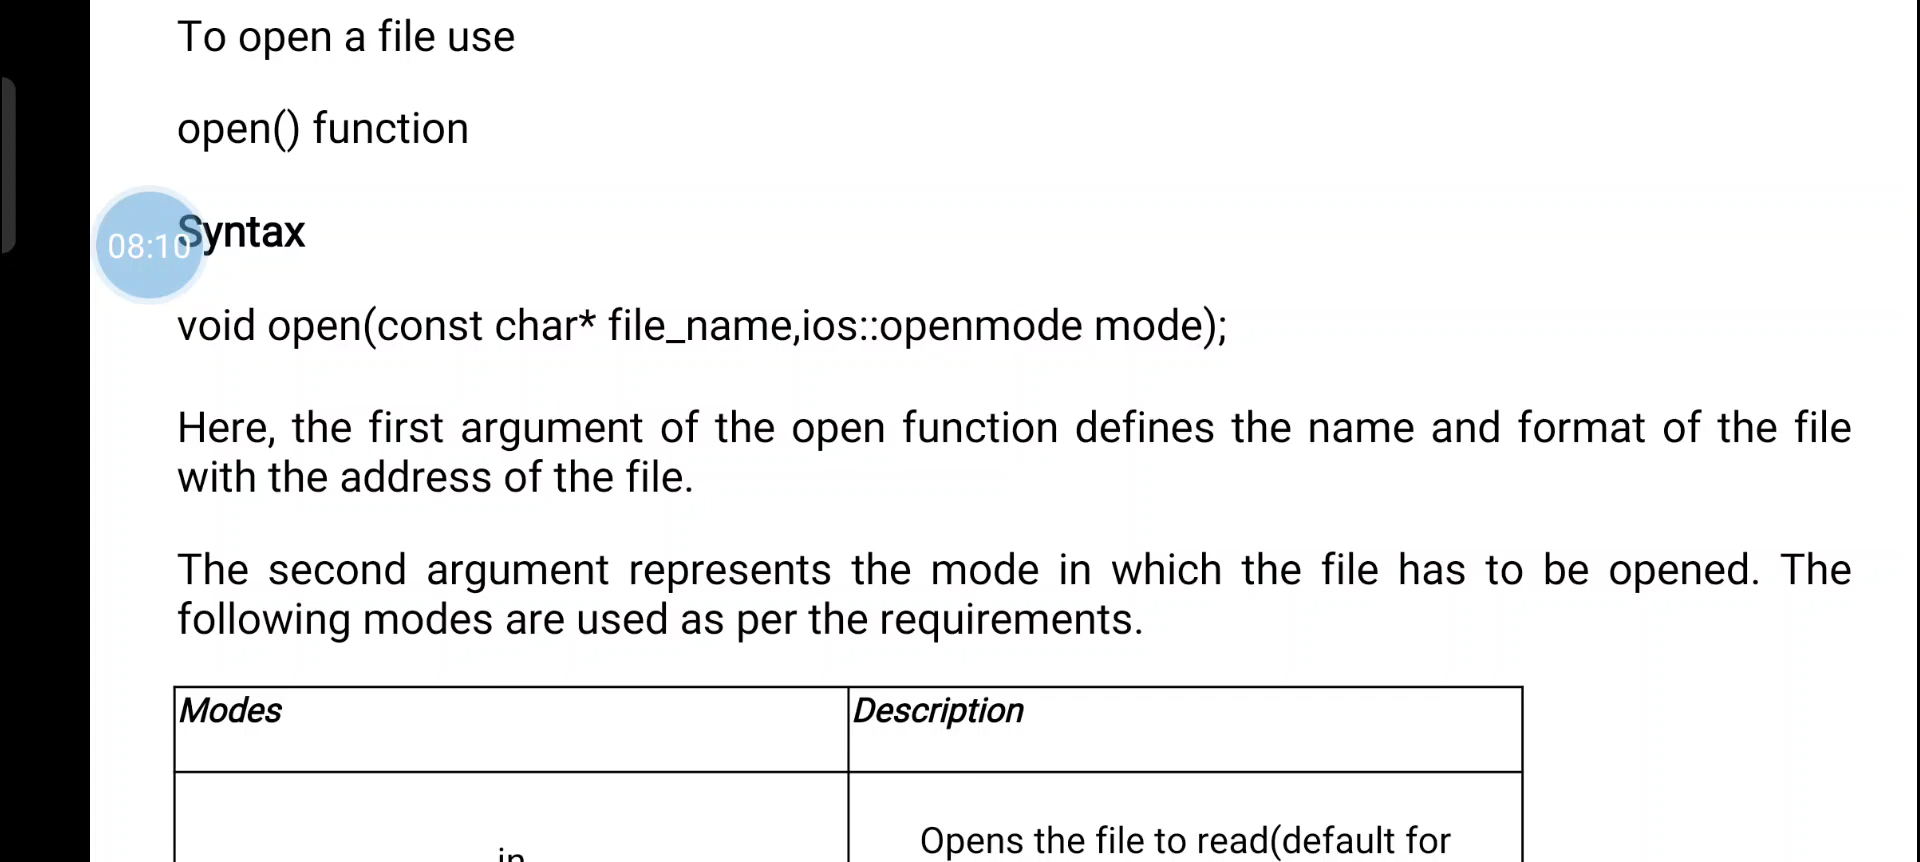 To open a file use
open() function
08:10
Syntax
void open(const char* file_name,ios::openmode mode);
Here, the first argument of the open function defines the name and format of the file
with the address of the file.
The second argument represents the mode in which the file has to be opened. The
following modes are used as per the requirements.
Modes Description
in Opens the file to read(default for